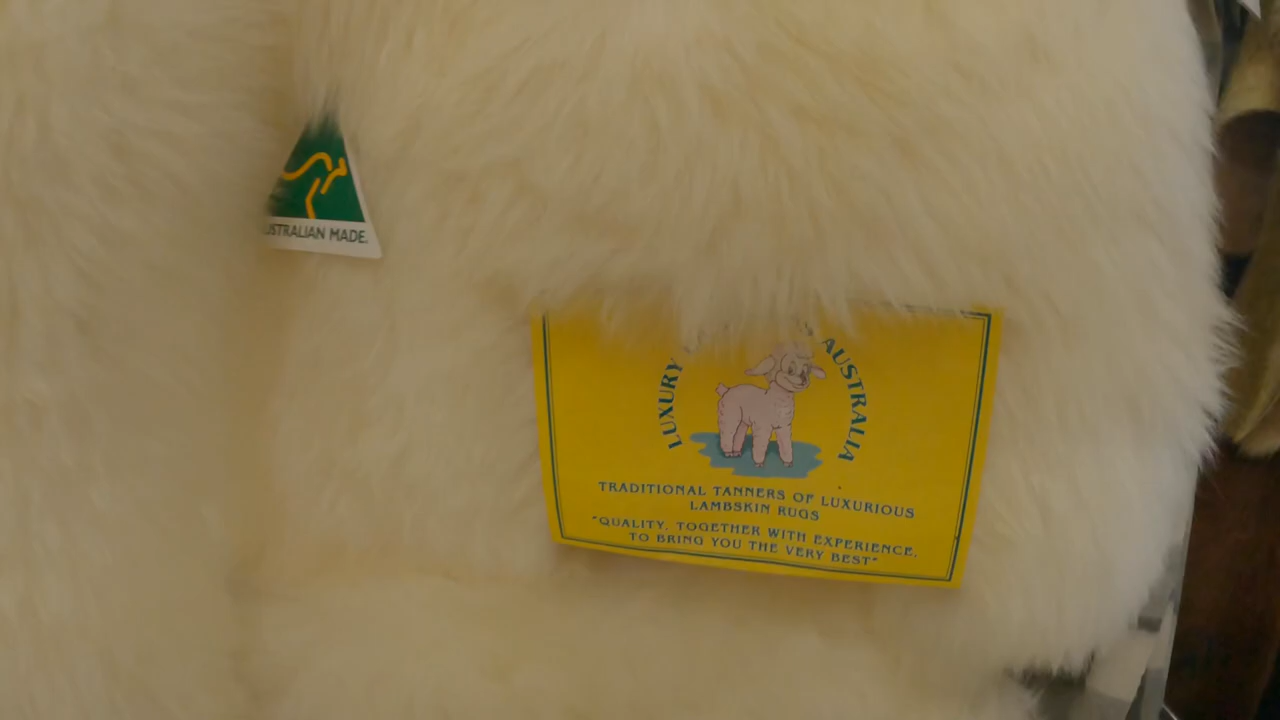 AUSTRALIAN MADE.
LUXURY
AUSTRALIA
TRADITIONAL TANNERS OF LUXURIOUS
LAMBSKIN RUGS
"QUALITY, TOGETHER WITH EXPERIENCE,
TO BRING YOU THE VERY BEST"